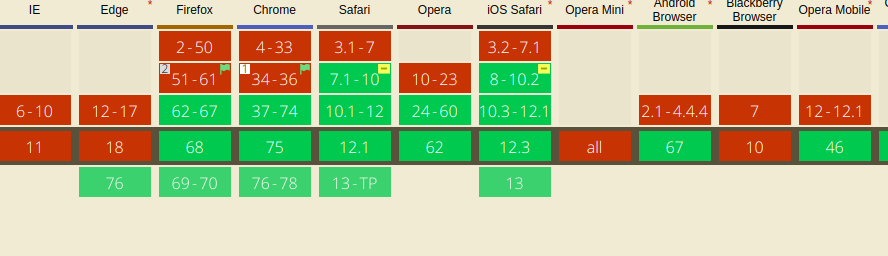 IE Edge * Firefox Chrome Safari Opera iOS Safari * Opera Mini * Android Browser * Blackberry Browser Opera Mobile *
2-50 4-33 3.1-7 3.2-7.1
2 51-61 1 34-36 7.1-10 10-23 8-10.2
6-10 12-17 62-67 37-74 10.1-12 24-60 10.3-12.1 2.1-4.4.4 7 12-12.1
11 18 68 75 12.1 62 12.3 all 67 10 46
76 69-70 76-78 13-TP 13